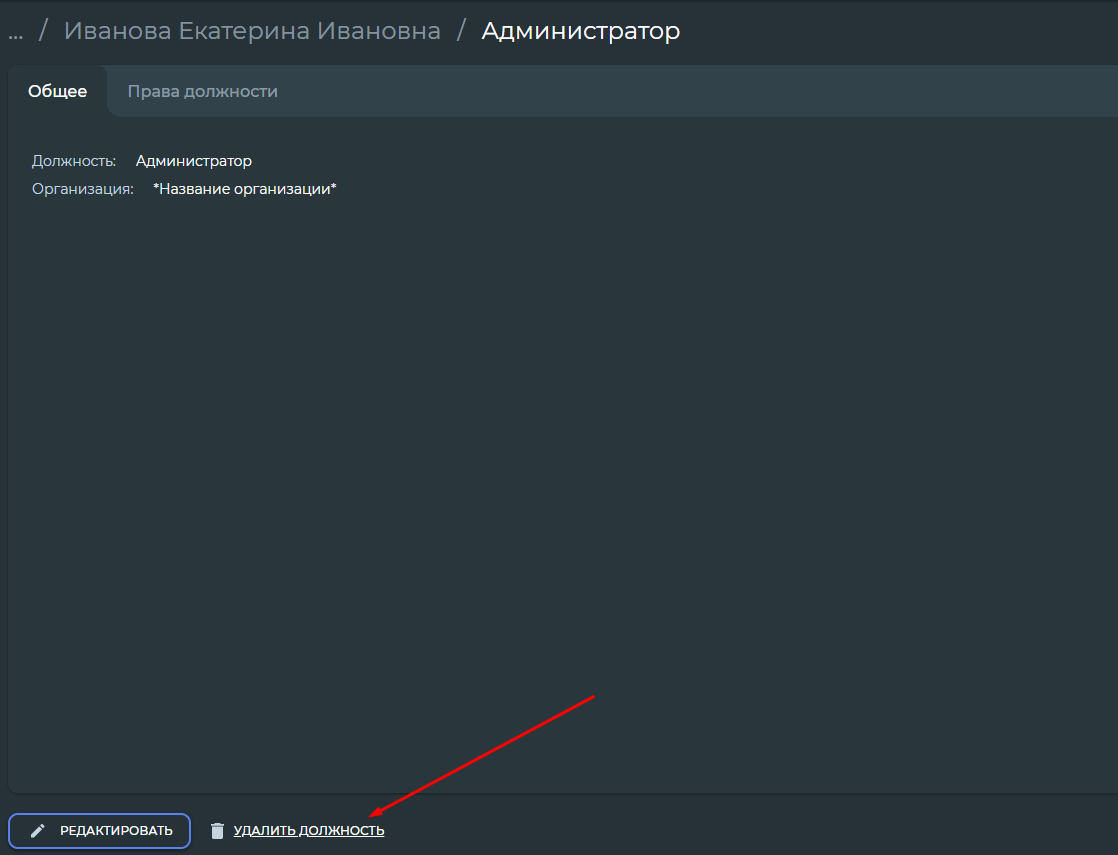 ... / Иванова Екатерина Ивановна / Администратор
Общее Права должности
Должность: Администратор
Организация: *Название организации*
РЕДАКТИРОВАТЬ УДАЛИТЬ ДОЛЖНОСТЬ